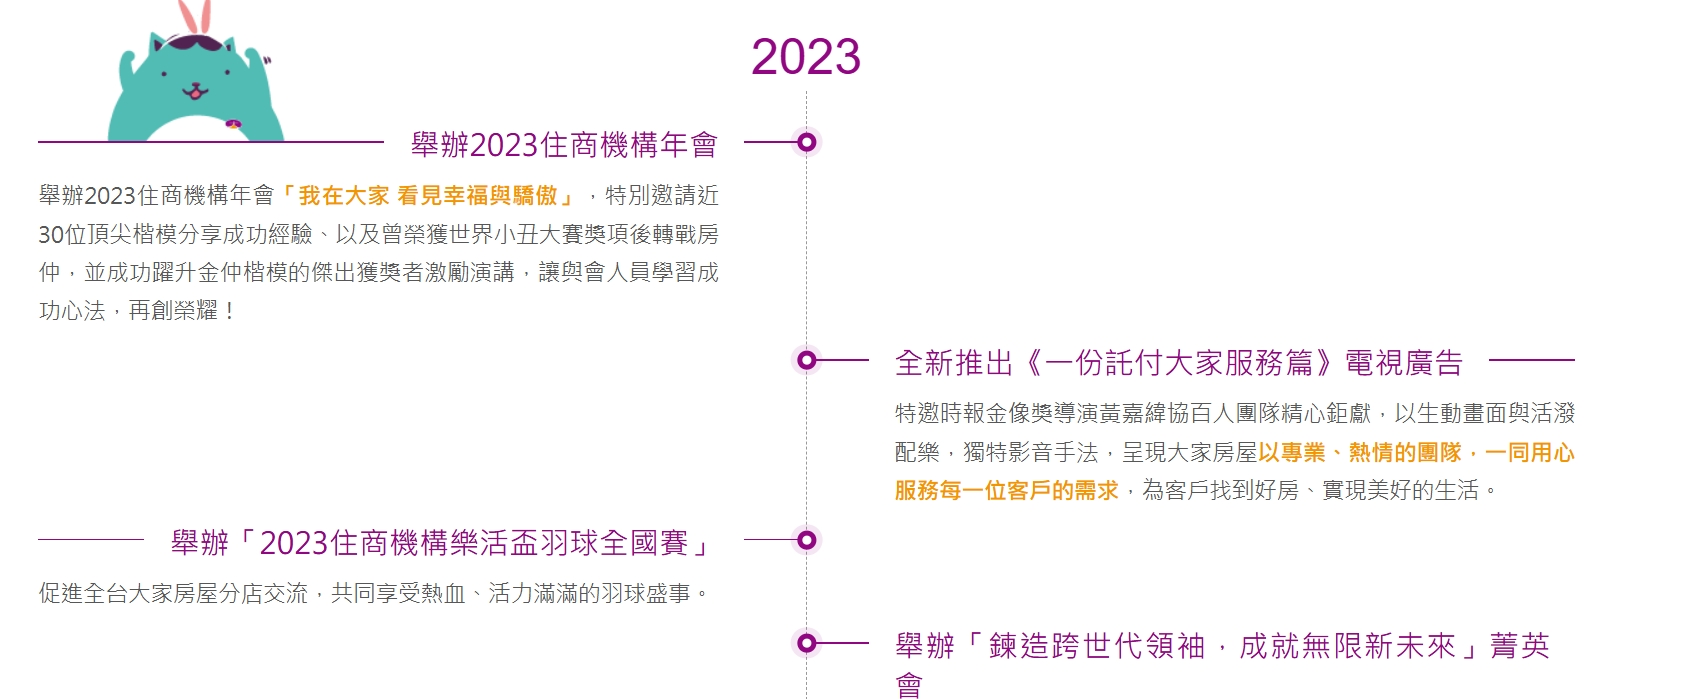 2023
舉辦2023住商機構年會
舉辦2023住商機構年會「我在大家 看見幸福與驕傲」，特別邀請近
30位頂尖楷模分享成功經驗、以及曾榮獲世界小丑大賽獎項後轉戰房
仲，並成功躍升金仲楷模的傑出獲獎者激勵演講，讓與會人員學習成
功心法，再創榮耀！
全新推出《一份託付大家服務篇》電視廣告
特邀時報金像獎導演黃嘉緯協百人團隊精心鉅獻，以生動畫面與活潑
配樂，獨特影音手法，呈現大家房屋以專業、熱情的團隊，一同用心
服務每一位客戶的需求，為客戶找到好房、實現美好的生活。
舉辦「2023住商機構樂活盃羽球全國賽」
促進全台大家房屋分店交流，共同享受熱血、活力滿滿的羽球盛事。
舉辦「鍊造跨世代領袖，成就無限新未來」菁英
會